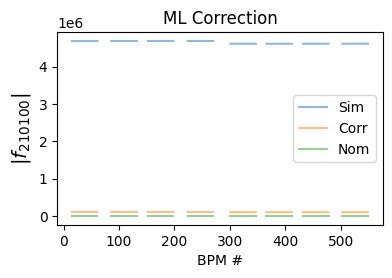 ML Correction
1e6
|f₂₁₀₁₀₀|
4
3
2
1
0
Sim
Corr
Nom
0 100 200 300 400 500
BPM #